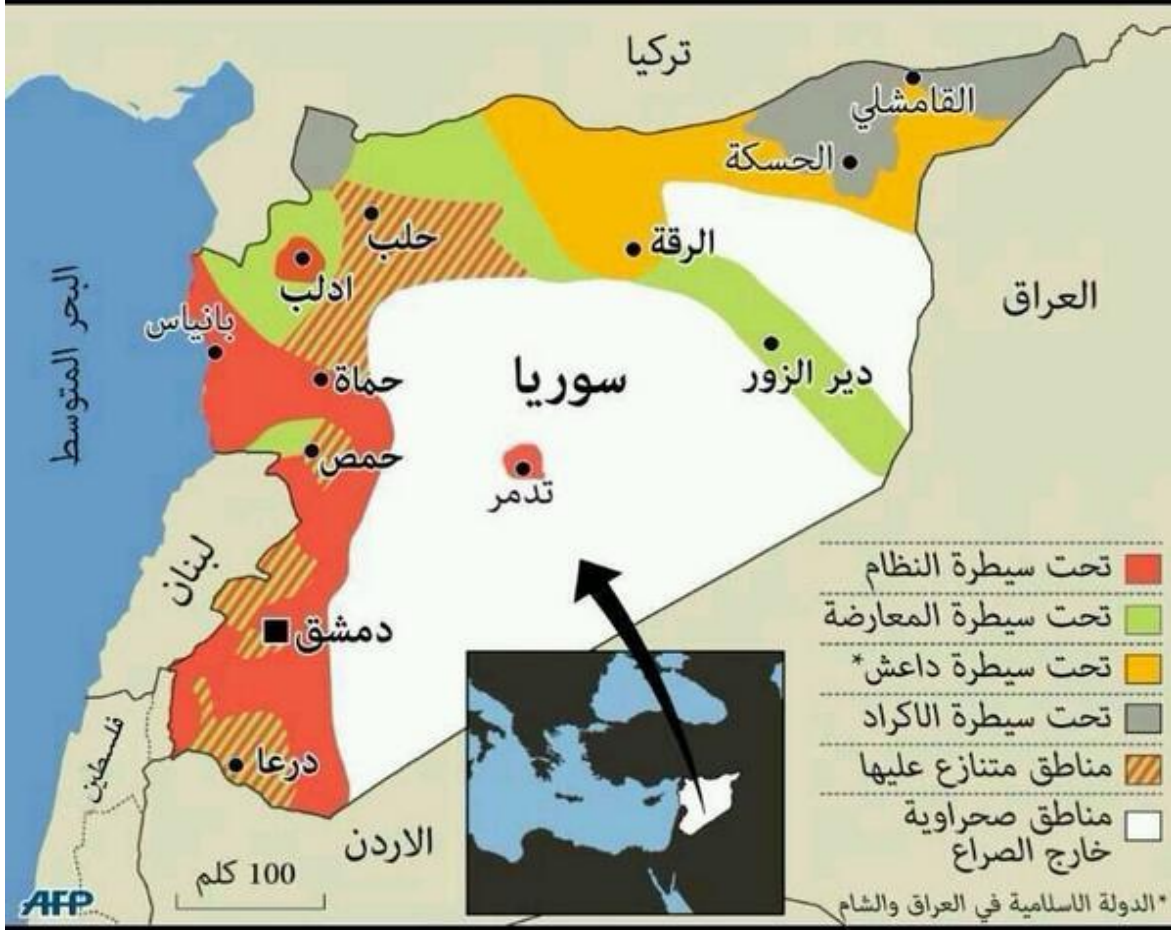 تركيا
القامشلي
الحسكة
حلب
الرقة
ادلب
العراق
البحر المتوسط
بانياس
سوريا
دير الزور
حماة
حمص
تدمر
لبنان
دمشق
فلسطين
درعا
الاردن
100 كلم
تحت سيطرة النظام
تحت سيطرة المعارضة
تحت سيطرة داعش*
تحت سيطرة الاكراد
مناطق متنازع عليها
مناطق صحراوية
خارج الصراع
*الدولة الاسلامية في العراق والشام
AFP